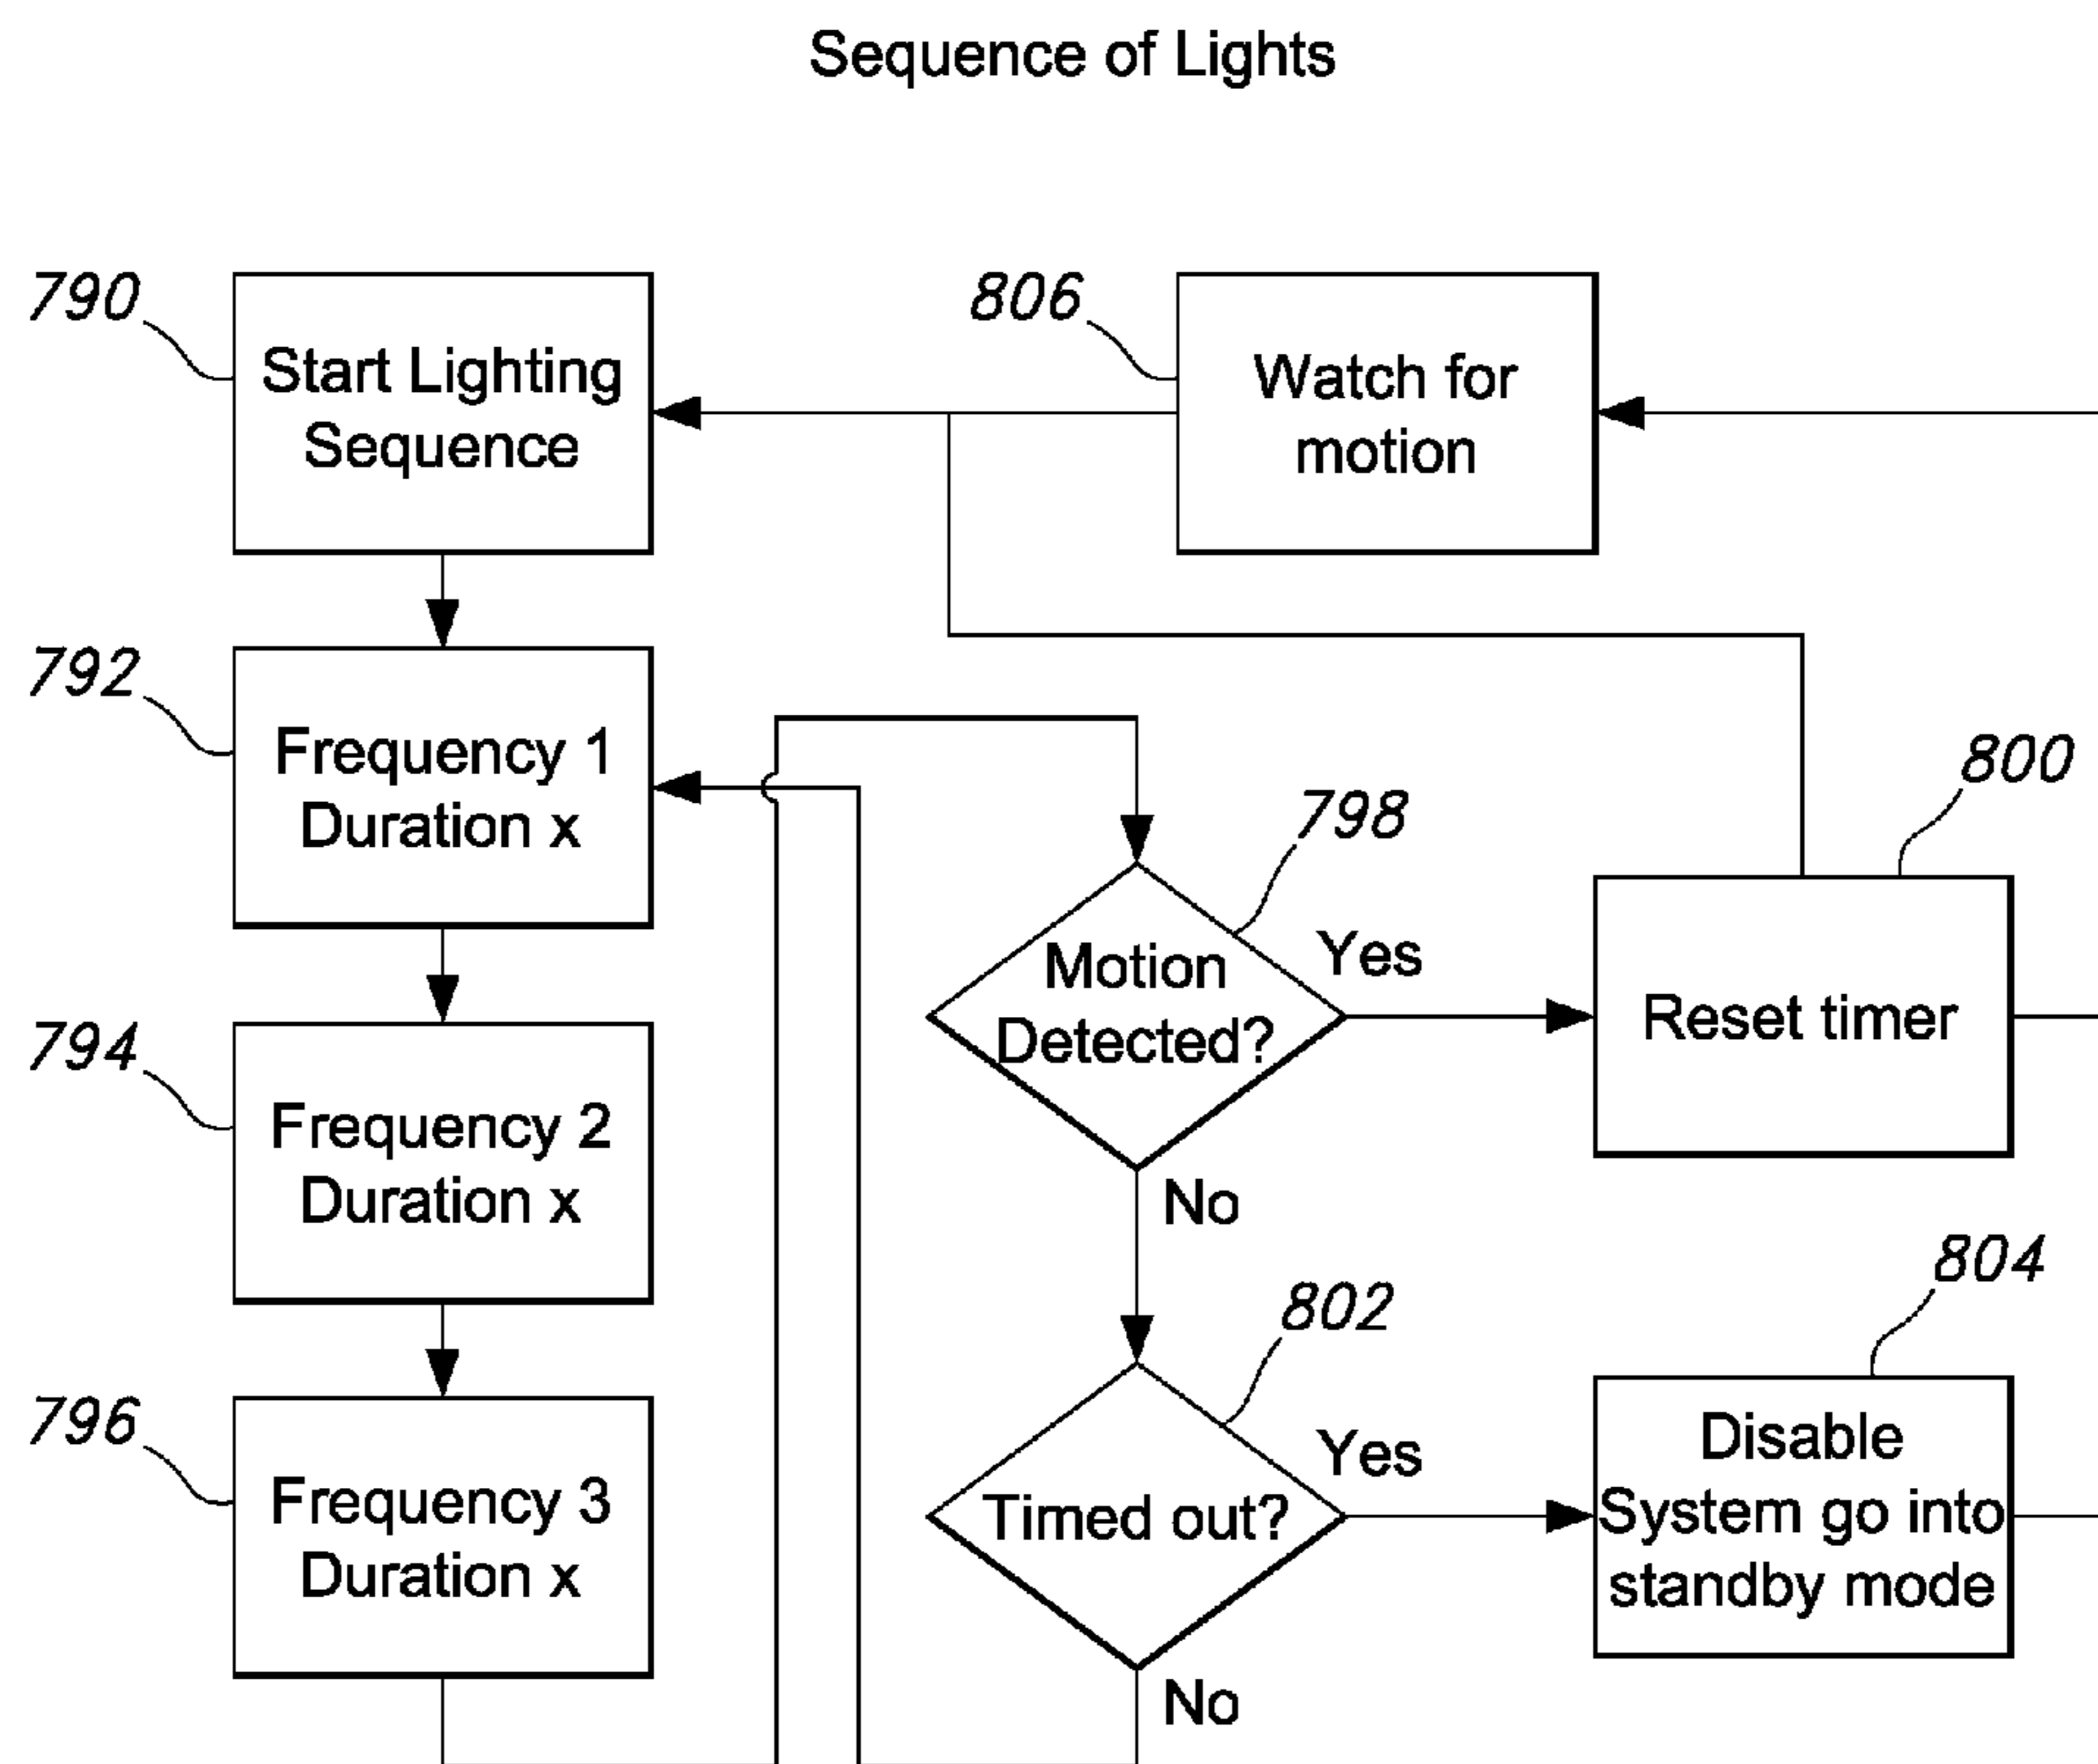 Sequence of Lights
790
Start Lighting
Sequence
806
Watch for
motion
792
Frequency 1
Duration x
798
Motion
Detected?
Yes
No
800
Reset timer
794
Frequency 2
Duration x
802
Timed out?
Yes
No
804
Disable
System go into
standby mode
796
Frequency 3
Duration x